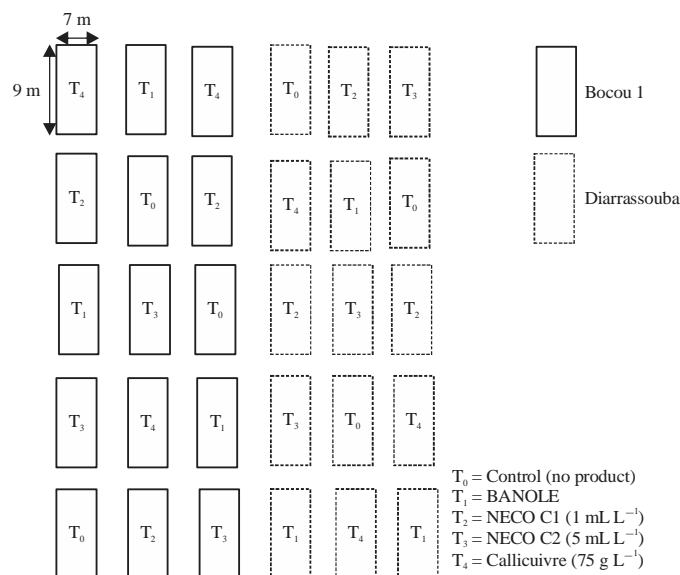 7 m
9 m
T₄ T₁ T₄ T₀ T₂ T₃ Bocou 1
T₂ T₀ T₂ T₄ T₁ T₀ Diarrassouba
T₁ T₃ T₀ T₂ T₃ T₂
T₃ T₄ T₁ T₃ T₀ T₄
T₀ T₂ T₃ T₁ T₄ T₁
T₀ = Control (no product)
T₁ = BANOLE
T₂ = NECO C1 (1 mL L⁻¹)
T₃ = NECO C2 (5 mL L⁻¹)
T₄ = Callicuivre (75 g L⁻¹)